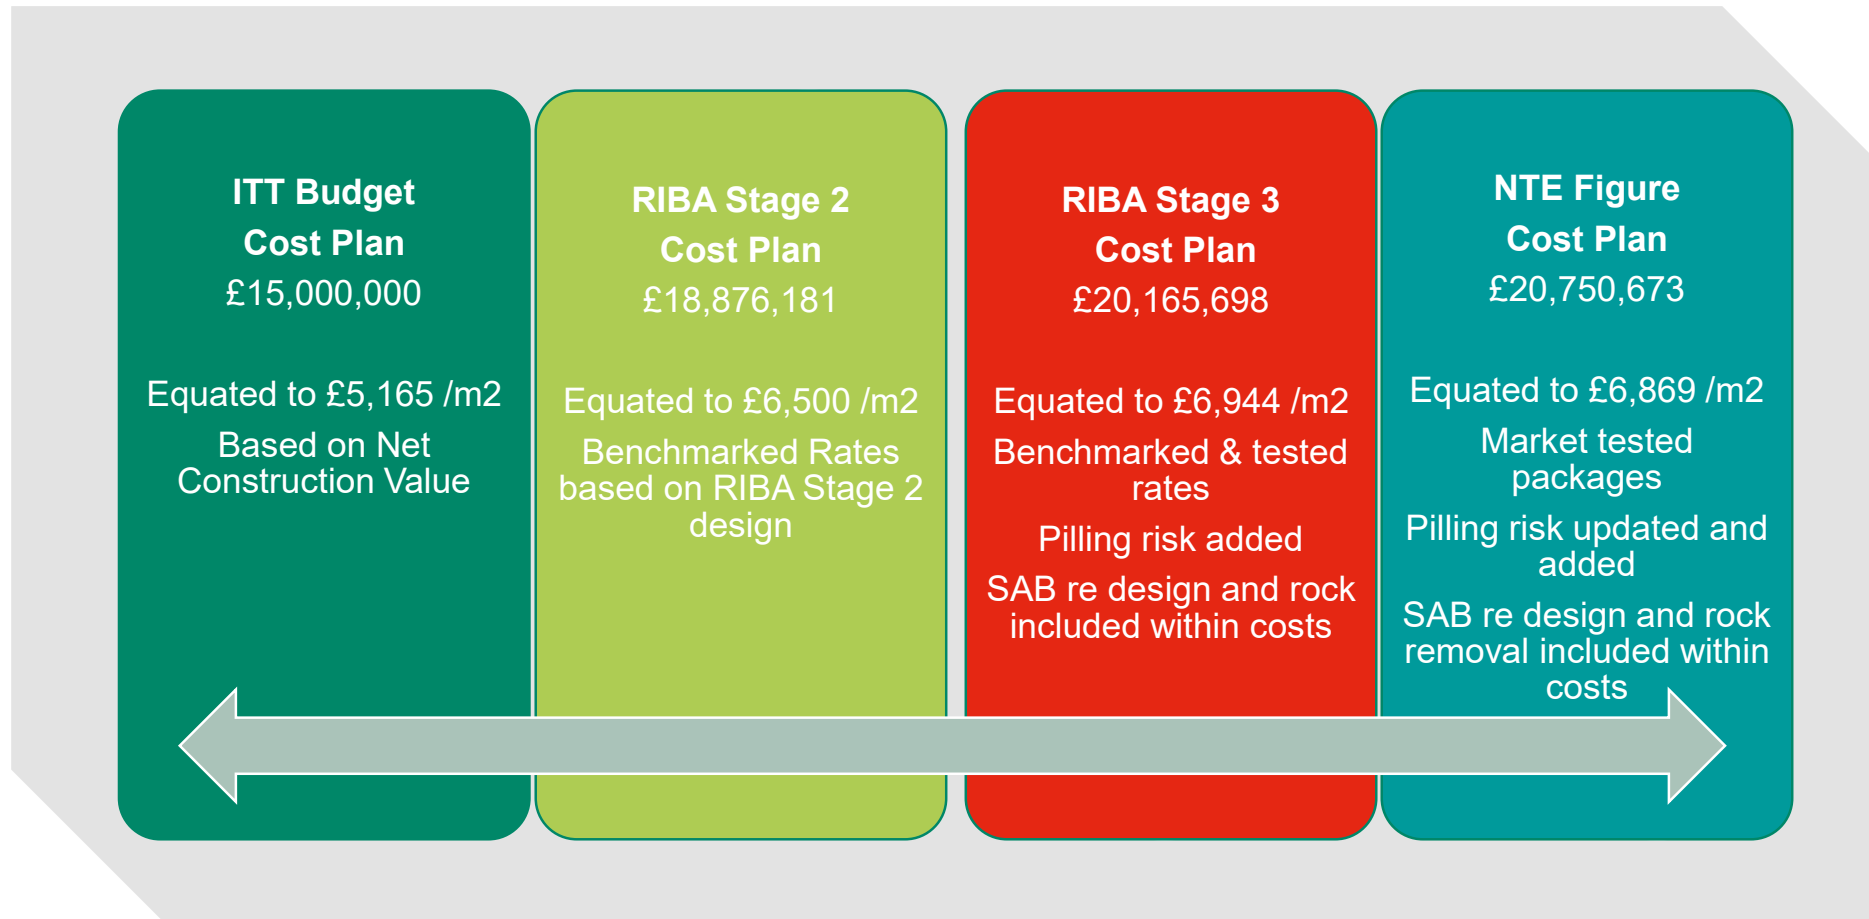 ITT Budget
Cost Plan
£15,000,000
Equated to £5,165 /m2
Based on Net
Construction Value
RIBA Stage 2
Cost Plan
£18,876,181
Equated to £6,500 /m2
Benchmarked Rates
based on RIBA Stage 2
design
RIBA Stage 3
Cost Plan
£20,165,698
Equated to £6,944 /m2
Benchmarked & tested
rates
Pilling risk added
SAB re design and rock
included within costs
NTE Figure
Cost Plan
£20,750,673
Equated to £6,869 /m2
Market tested
packages
Pilling risk updated and
added
SAB re design and rock
removal included within
costs